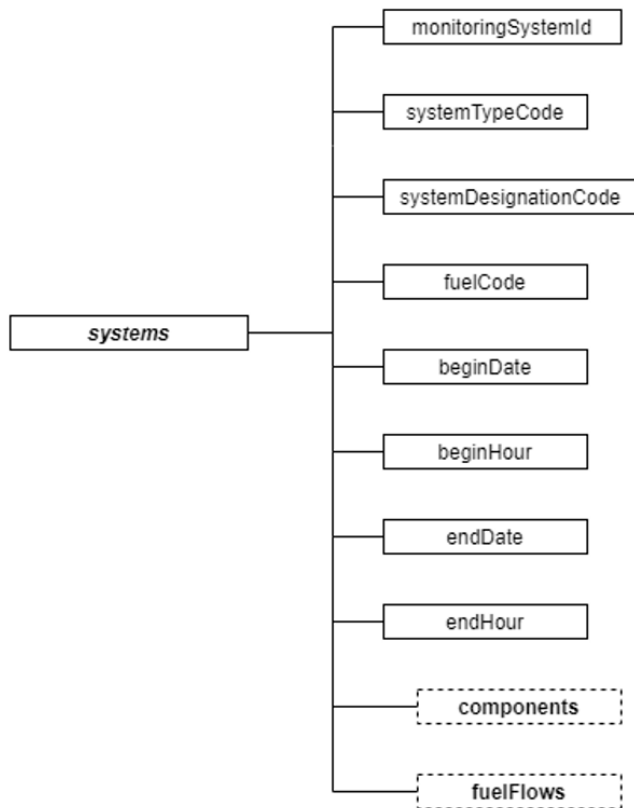 monitoringSystemId
systemTypeCode
systemDesignationCode
fuelCode
systems
beginDate
beginHour
endDate
endHour
components
fuelFlows